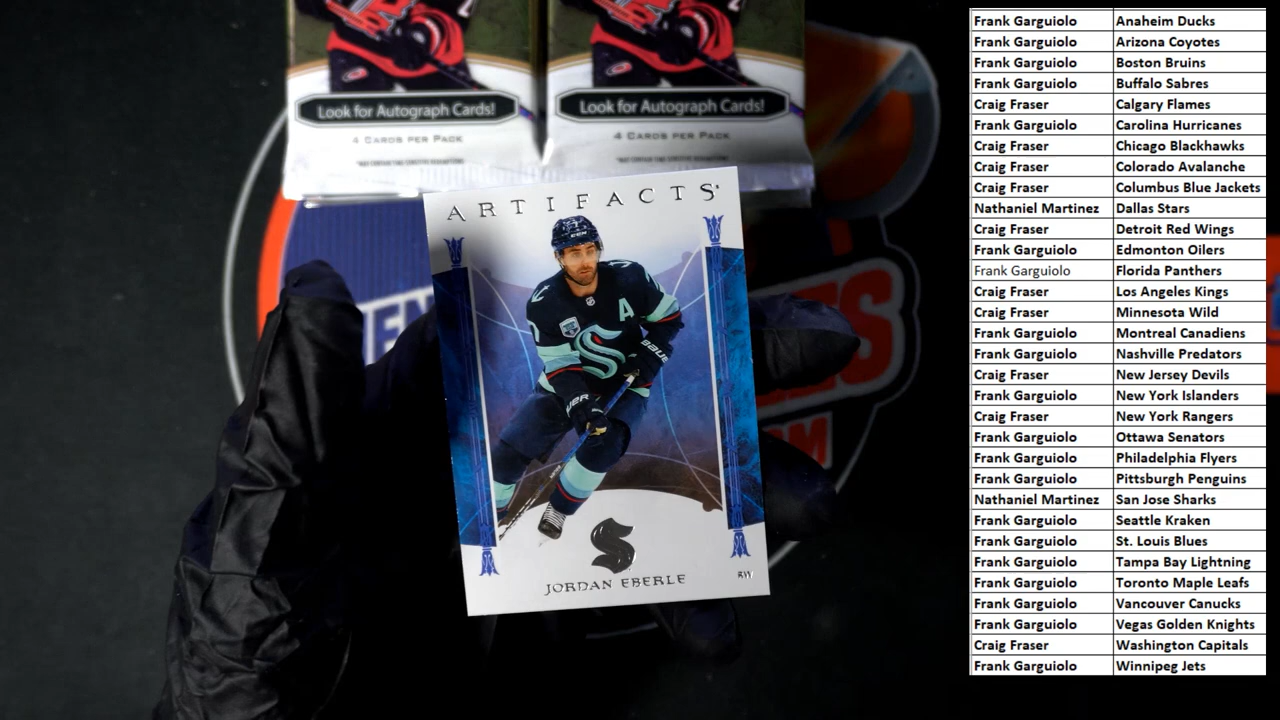 Look for Autograph Cards!
Look for Autograph Cards!
4 Cards per Pack
4 Cards per Pack
ARTIFACTS
A
CCM
BAUER
JORDAN EBERLE
RW
Frank Garguiolo Anaheim Ducks
Frank Garguiolo Arizona Coyotes
Frank Garguiolo Boston Bruins
Frank Garguiolo Buffalo Sabres
Craig Fraser Calgary Flames
Frank Garguiolo Carolina Hurricanes
Craig Fraser Chicago Blackhawks
Craig Fraser Colorado Avalanche
Craig Fraser Columbus Blue Jackets
Nathaniel Martinez Dallas Stars
Craig Fraser Detroit Red Wings
Frank Garguiolo Edmonton Oilers
Frank Garguiolo Florida Panthers
Craig Fraser Los Angeles Kings
Craig Fraser Minnesota Wild
Frank Garguiolo Montreal Canadiens
Frank Garguiolo Nashville Predators
Craig Fraser New Jersey Devils
Frank Garguiolo New York Islanders
Craig Fraser New York Rangers
Frank Garguiolo Ottawa Senators
Frank Garguiolo Philadelphia Flyers
Frank Garguiolo Pittsburgh Penguins
Nathaniel Martinez San Jose Sharks
Frank Garguiolo Seattle Kraken
Frank Garguiolo St. Louis Blues
Frank Garguiolo Tampa Bay Lightning
Frank Garguiolo Toronto Maple Leafs
Frank Garguiolo Vancouver Canucks
Frank Garguiolo Vegas Golden Knights
Craig Fraser Washington Capitals
Frank Garguiolo Winnipeg Jets